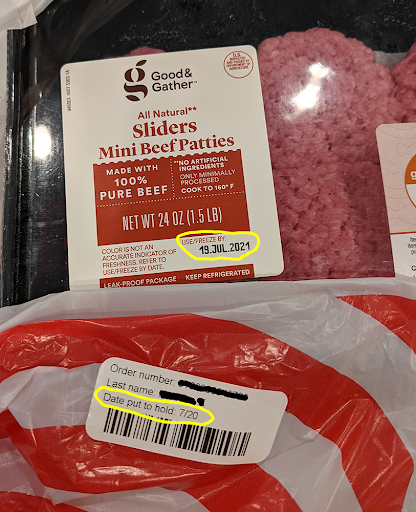 Good&
Gather™
All Natural**
Sliders
Mini Beef Patties
MADE WITH
100%
PURE BEEF
**NO ARTIFICIAL
INGREDIENTS
ONLY MINIMALLY
PROCESSED
COOK TO 160° F
NET WT 24 OZ (1.5 LB)
COLOR IS NOT AN
ACCURATE INDICATOR OF
FRESHNESS. REFER TO
USE/FREEZE BY DATE.
USE/FREEZE BY:
19.JUL.2021
LEAK-PROOF PACKAGE
KEEP REFRIGERATED
Order number:
Last name
Date put to hold: 7/20